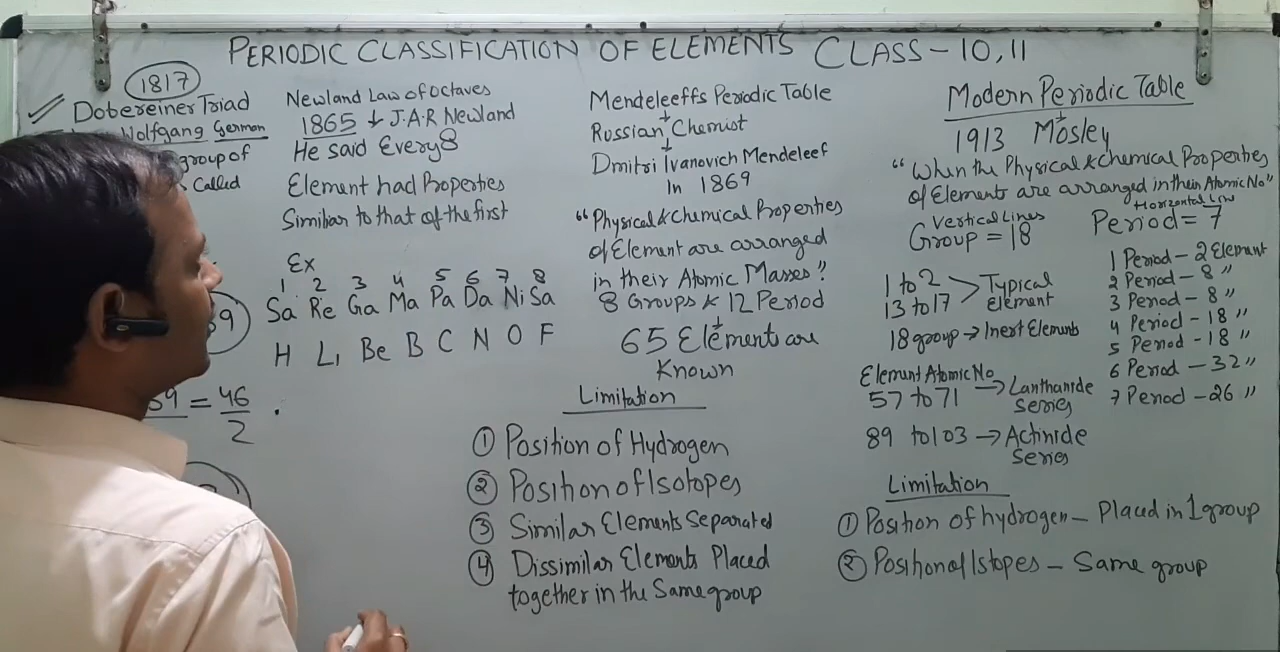 PERIODIC CLASSIFICATION OF ELEMENTS CLASS-10,11
1817
Dobereiner Triad
Wolfgang German
group of
Called
39
= 46
2
Newland Law of Octaves
1865 ↓ J.A.R Newland
He said Every 8
Element had Properties
Similiar to that of the first
Ex
1 2 3 4 5 6 7 8
Sa Re Ga Ma Pa Da Ni Sa
H Li Be B C N O F
Mendeleeffs Periodic Table
Russian Chemist
Dmitri Ivanovich Mendeleef
In 1869
"Physical & Chemical Properties
of Element are arranged
in their Atomic Masses"
8 Groups & 12 Period
65 Elements are
Known
Limitation
① Position of Hydrogen
② Position of Isotopes
③ Similar Elements Separated
④ Dissimilar Elements Placed
together in the Same group
Modern Periodic Table
1913 Mosley
"When the Physical & Chemical Properties
of Elements are arranged in their Atomic No"
Vertical Lines
Group = 18
Horizontal Line
Period = 7
1 to 2 > Typical
13 to 17 Element
18 group → Inert Elements
1 Period - 2 Element
2 Period - 8 "
3 Period - 8 "
4 Period - 18 "
5 Period - 18 "
6 Period - 32 "
7 Period - 26 "
Element Atomic No
57 to 71 → Lanthanide
Series
89 to 103 → Actinide
Series
Limitation
① Position of hydrogen - Placed in 1 group
② Position of Istopes - Same group